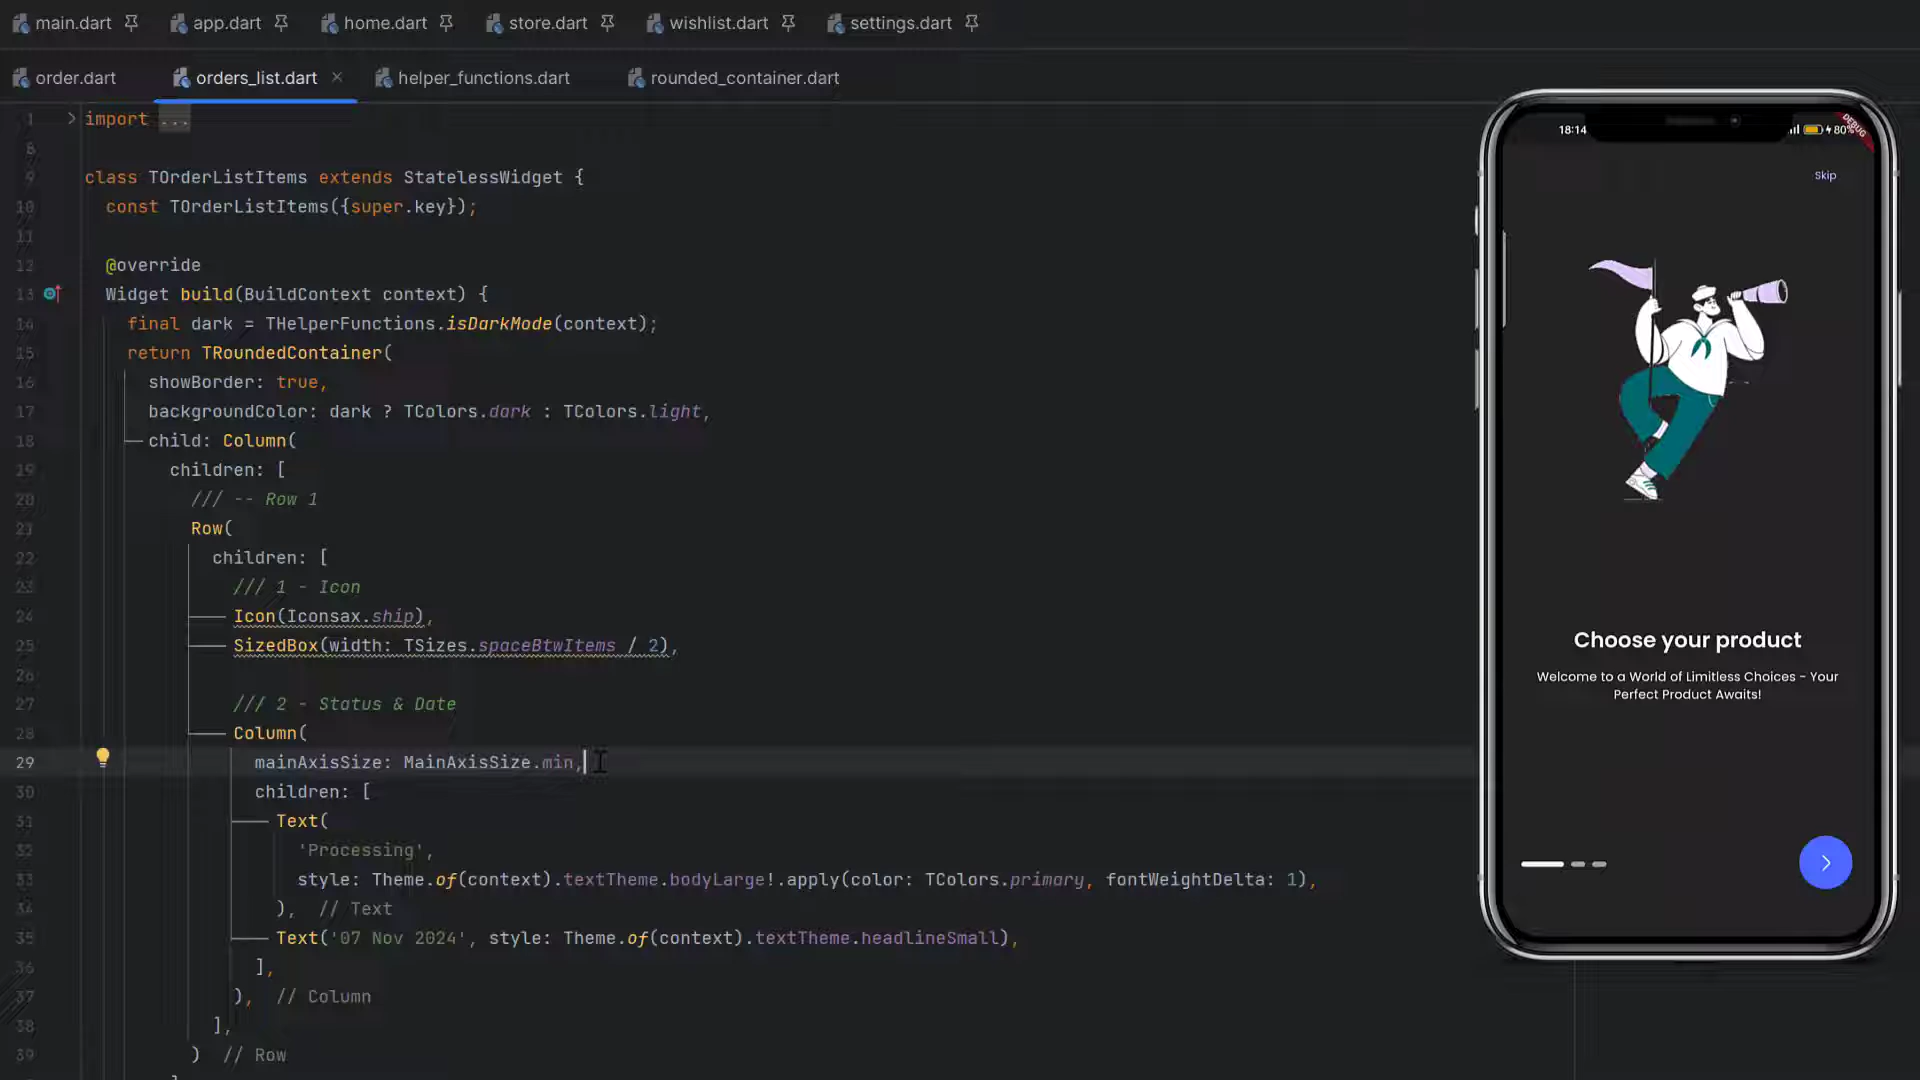 main.dart
app.dart
home.dart
store.dart
wishlist.dart
settings.dart
order.dart
orders_list.dart
helper_functions.dart
rounded_container.dart
1 import ...
8
9 class TOrderListItems extends StatelessWidget {
10 const TOrderListItems({super.key});
11
12 @override
13 Widget build(BuildContext context) {
14 final dark = THelperFunctions.isDarkMode(context);
15 return TRoundedContainer(
16 showBorder: true,
17 backgroundColor: dark ? TColors.dark : TColors.light,
18 child: Column(
19 children: [
20 /// -- Row 1
21 Row(
22 children: [
23 /// 1 - Icon
24 Icon(Iconsax.ship),
25 SizedBox(width: TSizes.spaceBtwItems / 2),
26
27 /// 2 - Status & Date
28 Column(
29 mainAxisSize: MainAxisSize.min,
30 children: [
31 Text(
32 'Processing',
33 style: Theme.of(context).textTheme.bodyLarge!.apply(color: TColors.primary, fontWeightDelta: 1),
34 ), // Text
35 Text('07 Nov 2024', style: Theme.of(context).textTheme.headlineSmall),
36 ],
37 ), // Column
38 ],
39 ) // Row
18:14
80%
DEBUG
Skip
Choose your product
Welcome to a World of Limitless Choices - Your
Perfect Product Awaits!